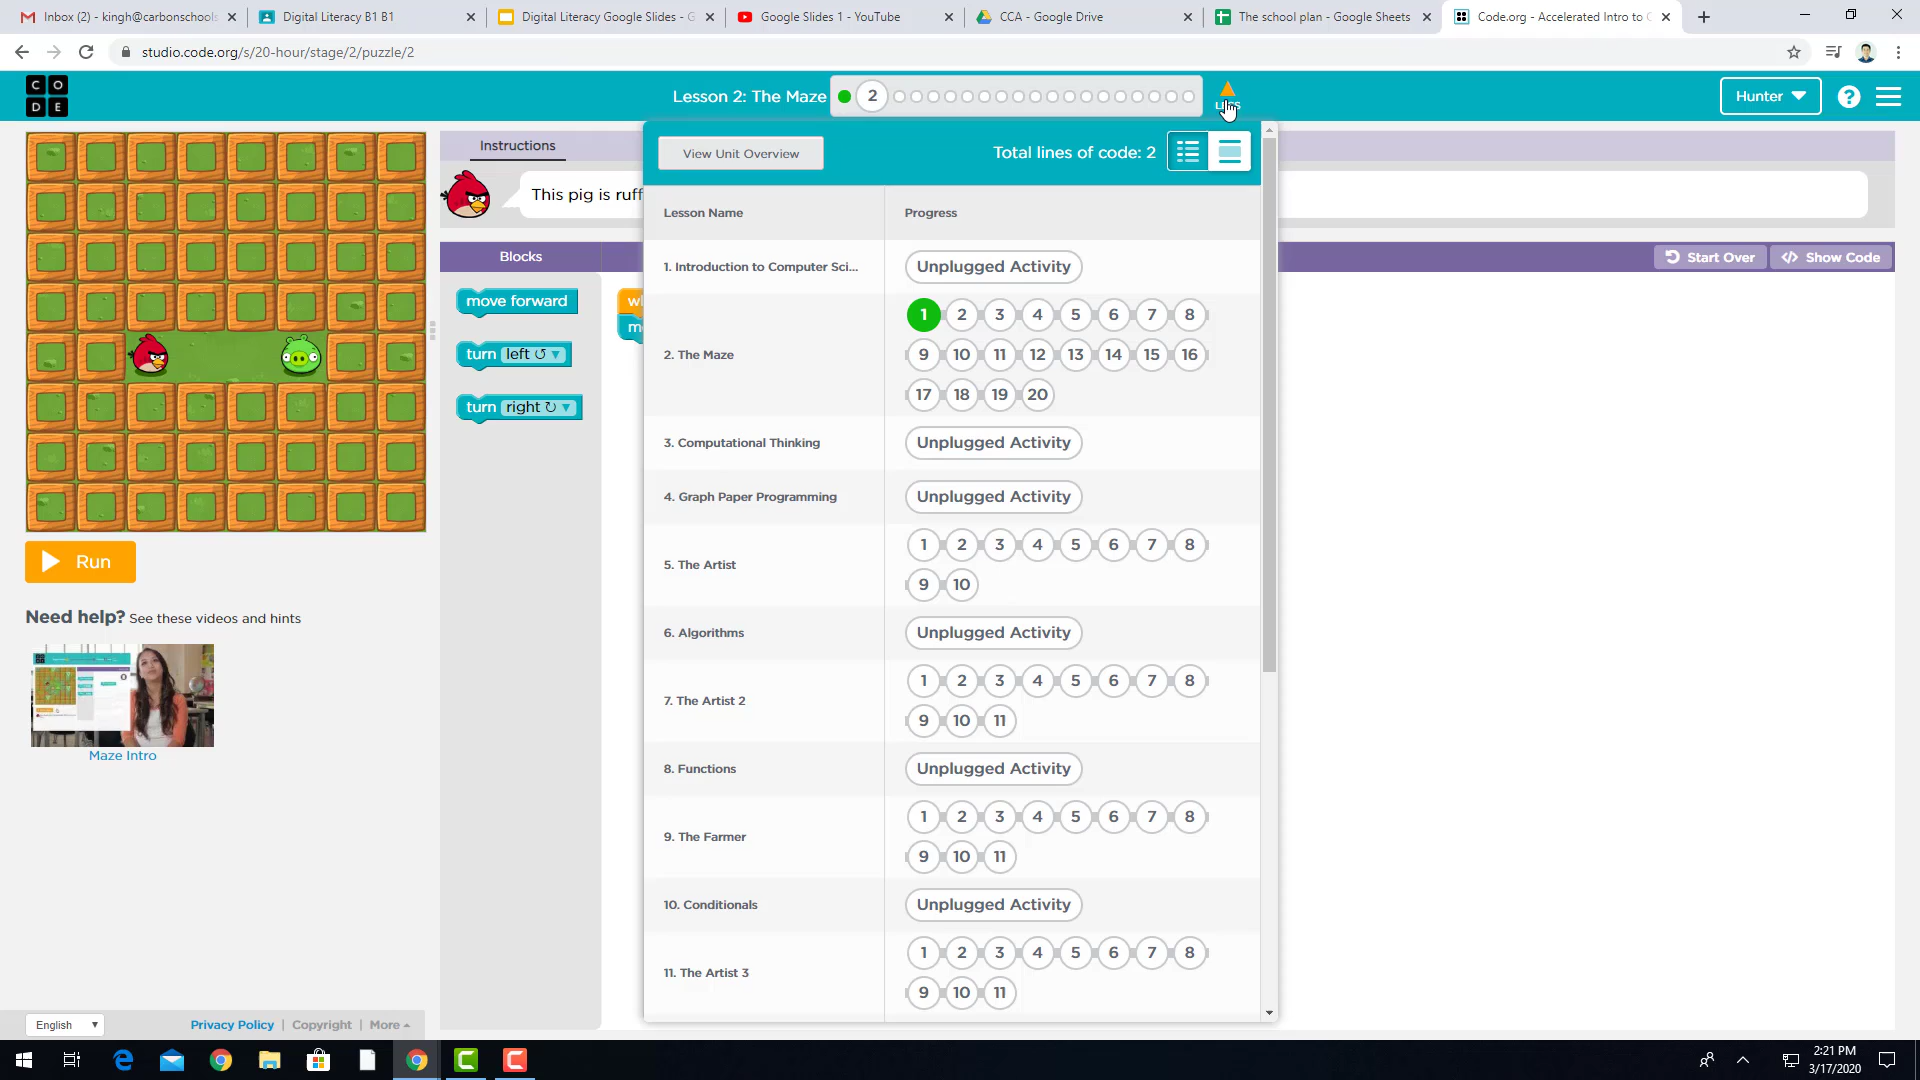 Inbox (2) - kingh@carbonschools
Digital Literacy B1 B1
Digital Literacy Google Slides - G
Google Slides 1 - YouTube
CCA - Google Drive
The school plan - Google Sheets
Code.org - Accelerated Intro to C
studio.code.org/s/20-hour/stage/2/puzzle/2
C O
D E
Lesson 2: The Maze
2
Hunter
?
Instructions
This pig is ruff
Blocks
Start Over
</> Show Code
move forward
turn left
turn right
View Unit Overview
Total lines of code: 2
Lesson Name
Progress
1. Introduction to Computer Sci...
Unplugged Activity
2. The Maze
1 2 3 4 5 6 7 8
9 10 11 12 13 14 15 16
17 18 19 20
3. Computational Thinking
Unplugged Activity
4. Graph Paper Programming
Unplugged Activity
5. The Artist
1 2 3 4 5 6 7 8
9 10
6. Algorithms
Unplugged Activity
7. The Artist 2
1 2 3 4 5 6 7 8
9 10 11
8. Functions
Unplugged Activity
9. The Farmer
1 2 3 4 5 6 7 8
9 10 11
10. Conditionals
Unplugged Activity
11. The Artist 3
1 2 3 4 5 6 7 8
9 10 11
Run
Need help? See these videos and hints
Maze Intro
English
Privacy Policy | Copyright | More
2:21 PM
3/17/2020